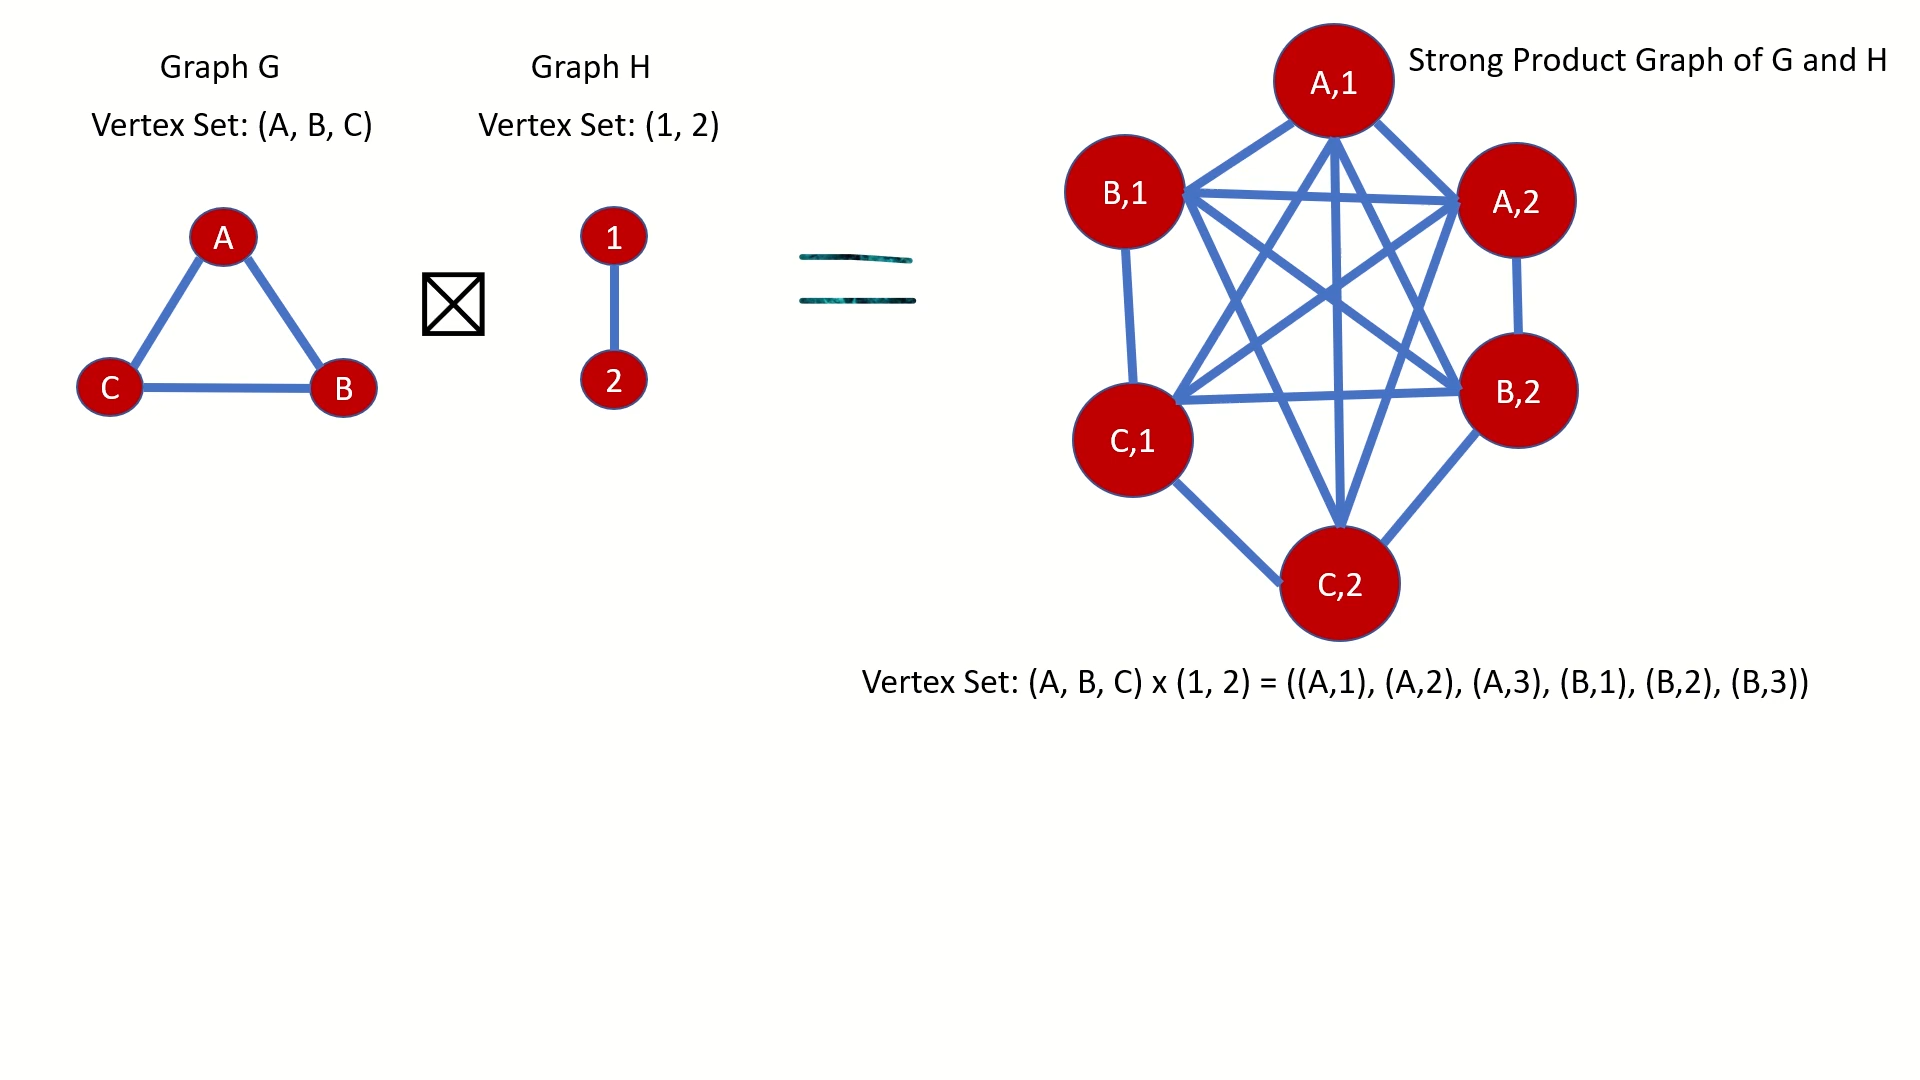 Graph G
Vertex Set: (A, B, C)
A
C
B
Graph H
Vertex Set: (1, 2)
1
2
Strong Product Graph of G and H
A,1
B,1
A,2
B,2
C,1
C,2
Vertex Set: (A, B, C) x (1, 2) = ((A,1), (A,2), (A,3), (B,1), (B,2), (B,3))